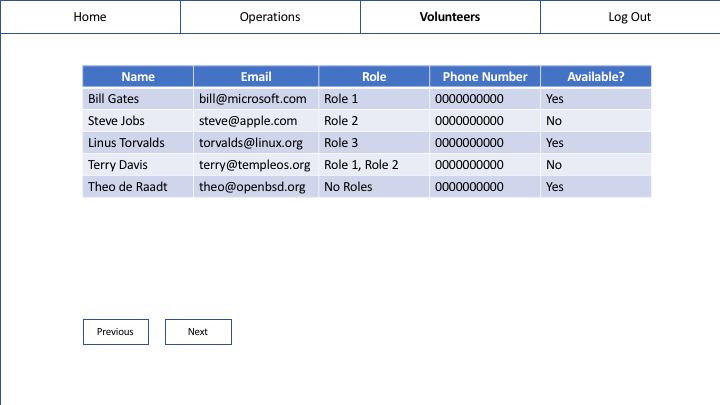 Home Operations Volunteers Log Out
Name Email Role Phone Number Available?
Bill Gates bill@microsoft.com Role 1 0000000000 Yes
Steve Jobs steve@apple.com Role 2 0000000000 No
Linus Torvalds torvalds@linux.org Role 3 0000000000 Yes
Terry Davis terry@templeos.org Role 1, Role 2 0000000000 No
Theo de Raadt theo@openbsd.org No Roles 0000000000 Yes
Previous Next